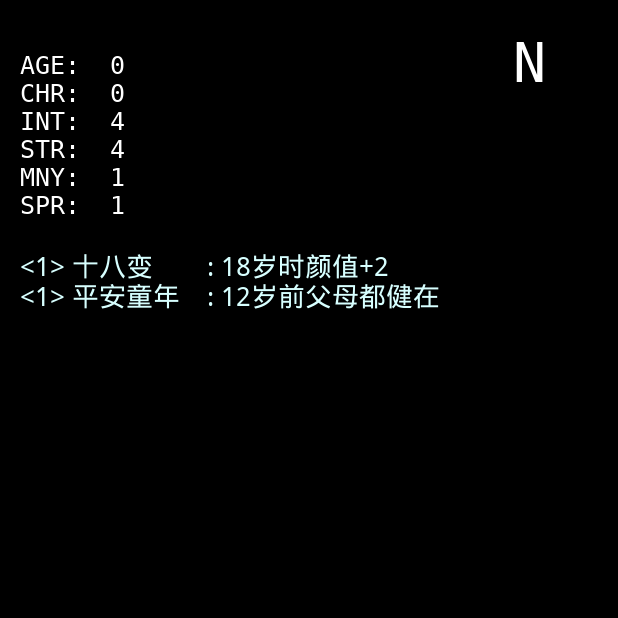 N
AGE: 0
CHR: 0
INT: 4
STR: 4
MNY: 1
SPR: 1
<1> 十八变 : 18岁时颜值+2
<1> 平安童年 : 12岁前父母都健在